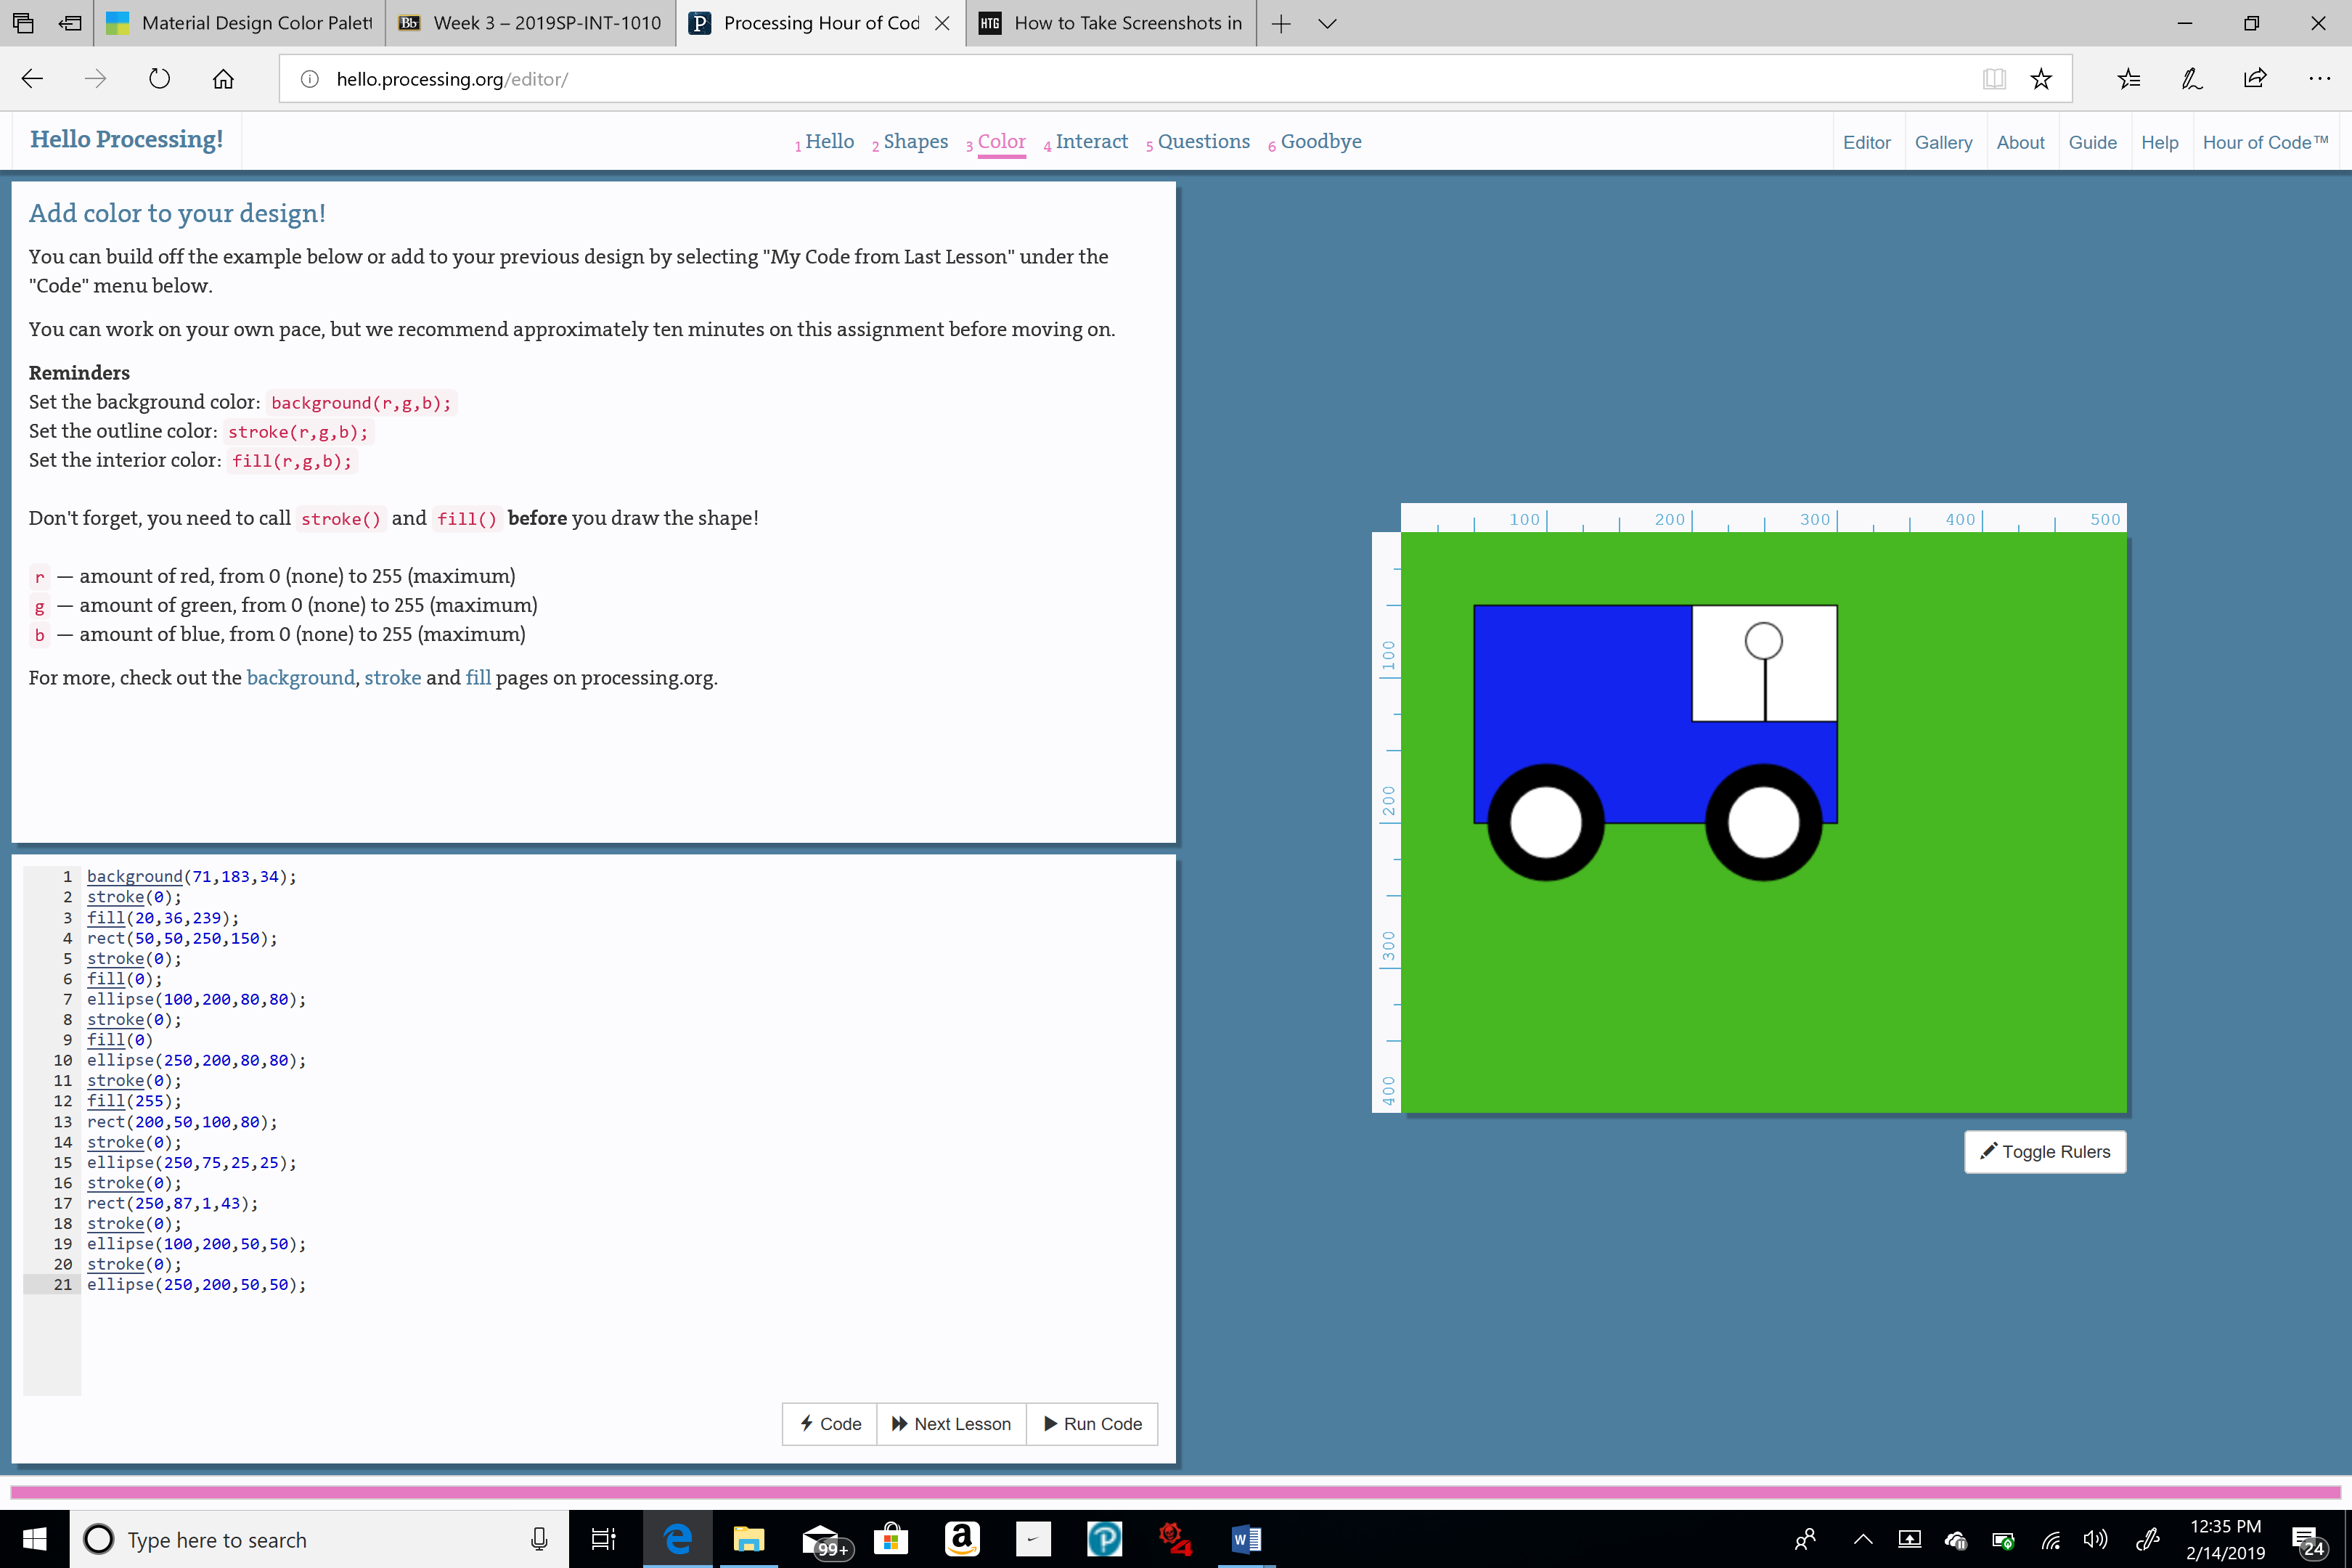 Material Design Color Palett
Bb Week 3 – 2019SP-INT-1010
P Processing Hour of Cod
HTG How to Take Screenshots in
hello.processing.org/editor/
Hello Processing!
1 Hello 2 Shapes 3 Color 4 Interact 5 Questions 6 Goodbye
Editor Gallery About Guide Help Hour of Code™
Add color to your design!
You can build off the example below or add to your previous design by selecting "My Code from Last Lesson" under the
"Code" menu below.
You can work on your own pace, but we recommend approximately ten minutes on this assignment before moving on.
Reminders
Set the background color: background(r,g,b);
Set the outline color: stroke(r,g,b);
Set the interior color: fill(r,g,b);
Don't forget, you need to call stroke() and fill() before you draw the shape!
r — amount of red, from 0 (none) to 255 (maximum)
g — amount of green, from 0 (none) to 255 (maximum)
b — amount of blue, from 0 (none) to 255 (maximum)
For more, check out the background, stroke and fill pages on processing.org.
1 background(71,183,34);
2 stroke(0);
3 fill(20,36,239);
4 rect(50,50,250,150);
5 stroke(0);
6 fill(0);
7 ellipse(100,200,80,80);
8 stroke(0);
9 fill(0)
10 ellipse(250,200,80,80);
11 stroke(0);
12 fill(255);
13 rect(200,50,100,80);
14 stroke(0);
15 ellipse(250,75,25,25);
16 stroke(0);
17 rect(250,87,1,43);
18 stroke(0);
19 ellipse(100,200,50,50);
20 stroke(0);
21 ellipse(250,200,50,50);
Code Next Lesson Run Code
100 200 300 400 500
100
200
300
400
Toggle Rulers
Type here to search
99+
a
P
4
W
12:35 PM
2/14/2019
24